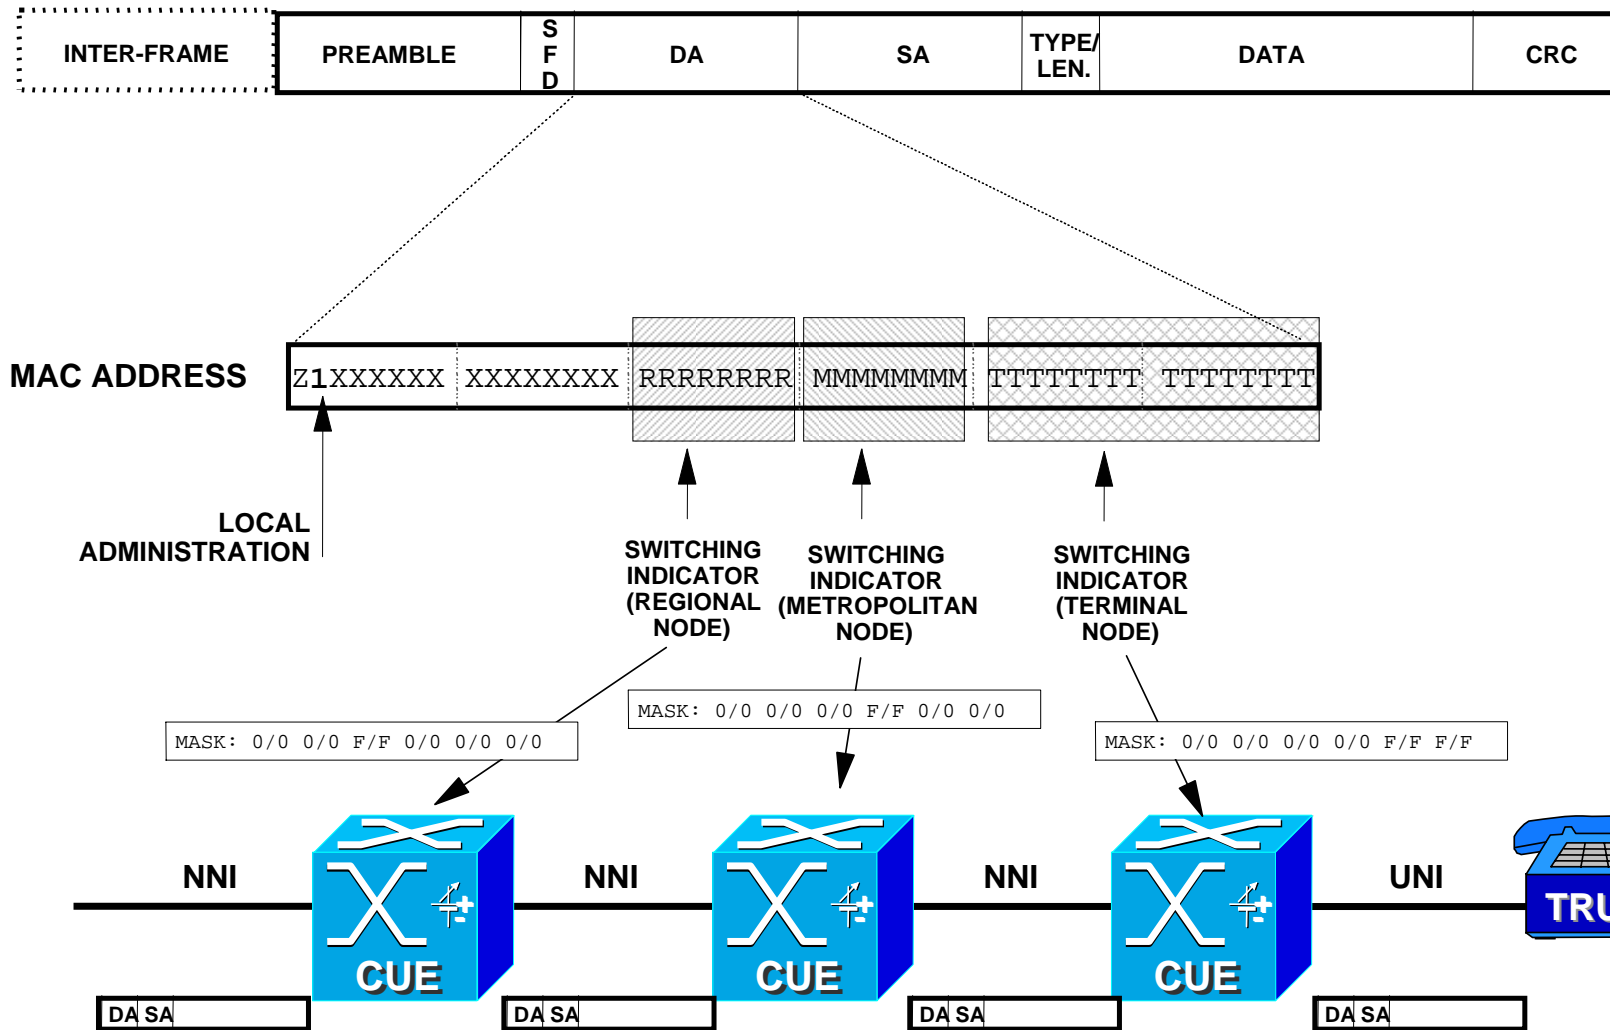 INTER-FRAME
PREAMBLE
S
F
D
DA
SA
TYPE/
LEN.
DATA
CRC
MAC ADDRESS
Z1XXXXXX XXXXXXXX RRRRRRRR MMMMMMMM TTTTTTTT TTTTTTTT
LOCAL
ADMINISTRATION
SWITCHING
INDICATOR
(REGIONAL
NODE)
SWITCHING
INDICATOR
(METROPOLITAN
NODE)
SWITCHING
INDICATOR
(TERMINAL
NODE)
MASK: 0/0 0/0 F/F 0/0 0/0 0/0
MASK: 0/0 0/0 0/0 F/F 0/0 0/0
MASK: 0/0 0/0 0/0 0/0 F/F F/F
NNI
NNI
NNI
UNI
CUE
CUE
CUE
TRU
DA SA
DA SA
DA SA
DA SA